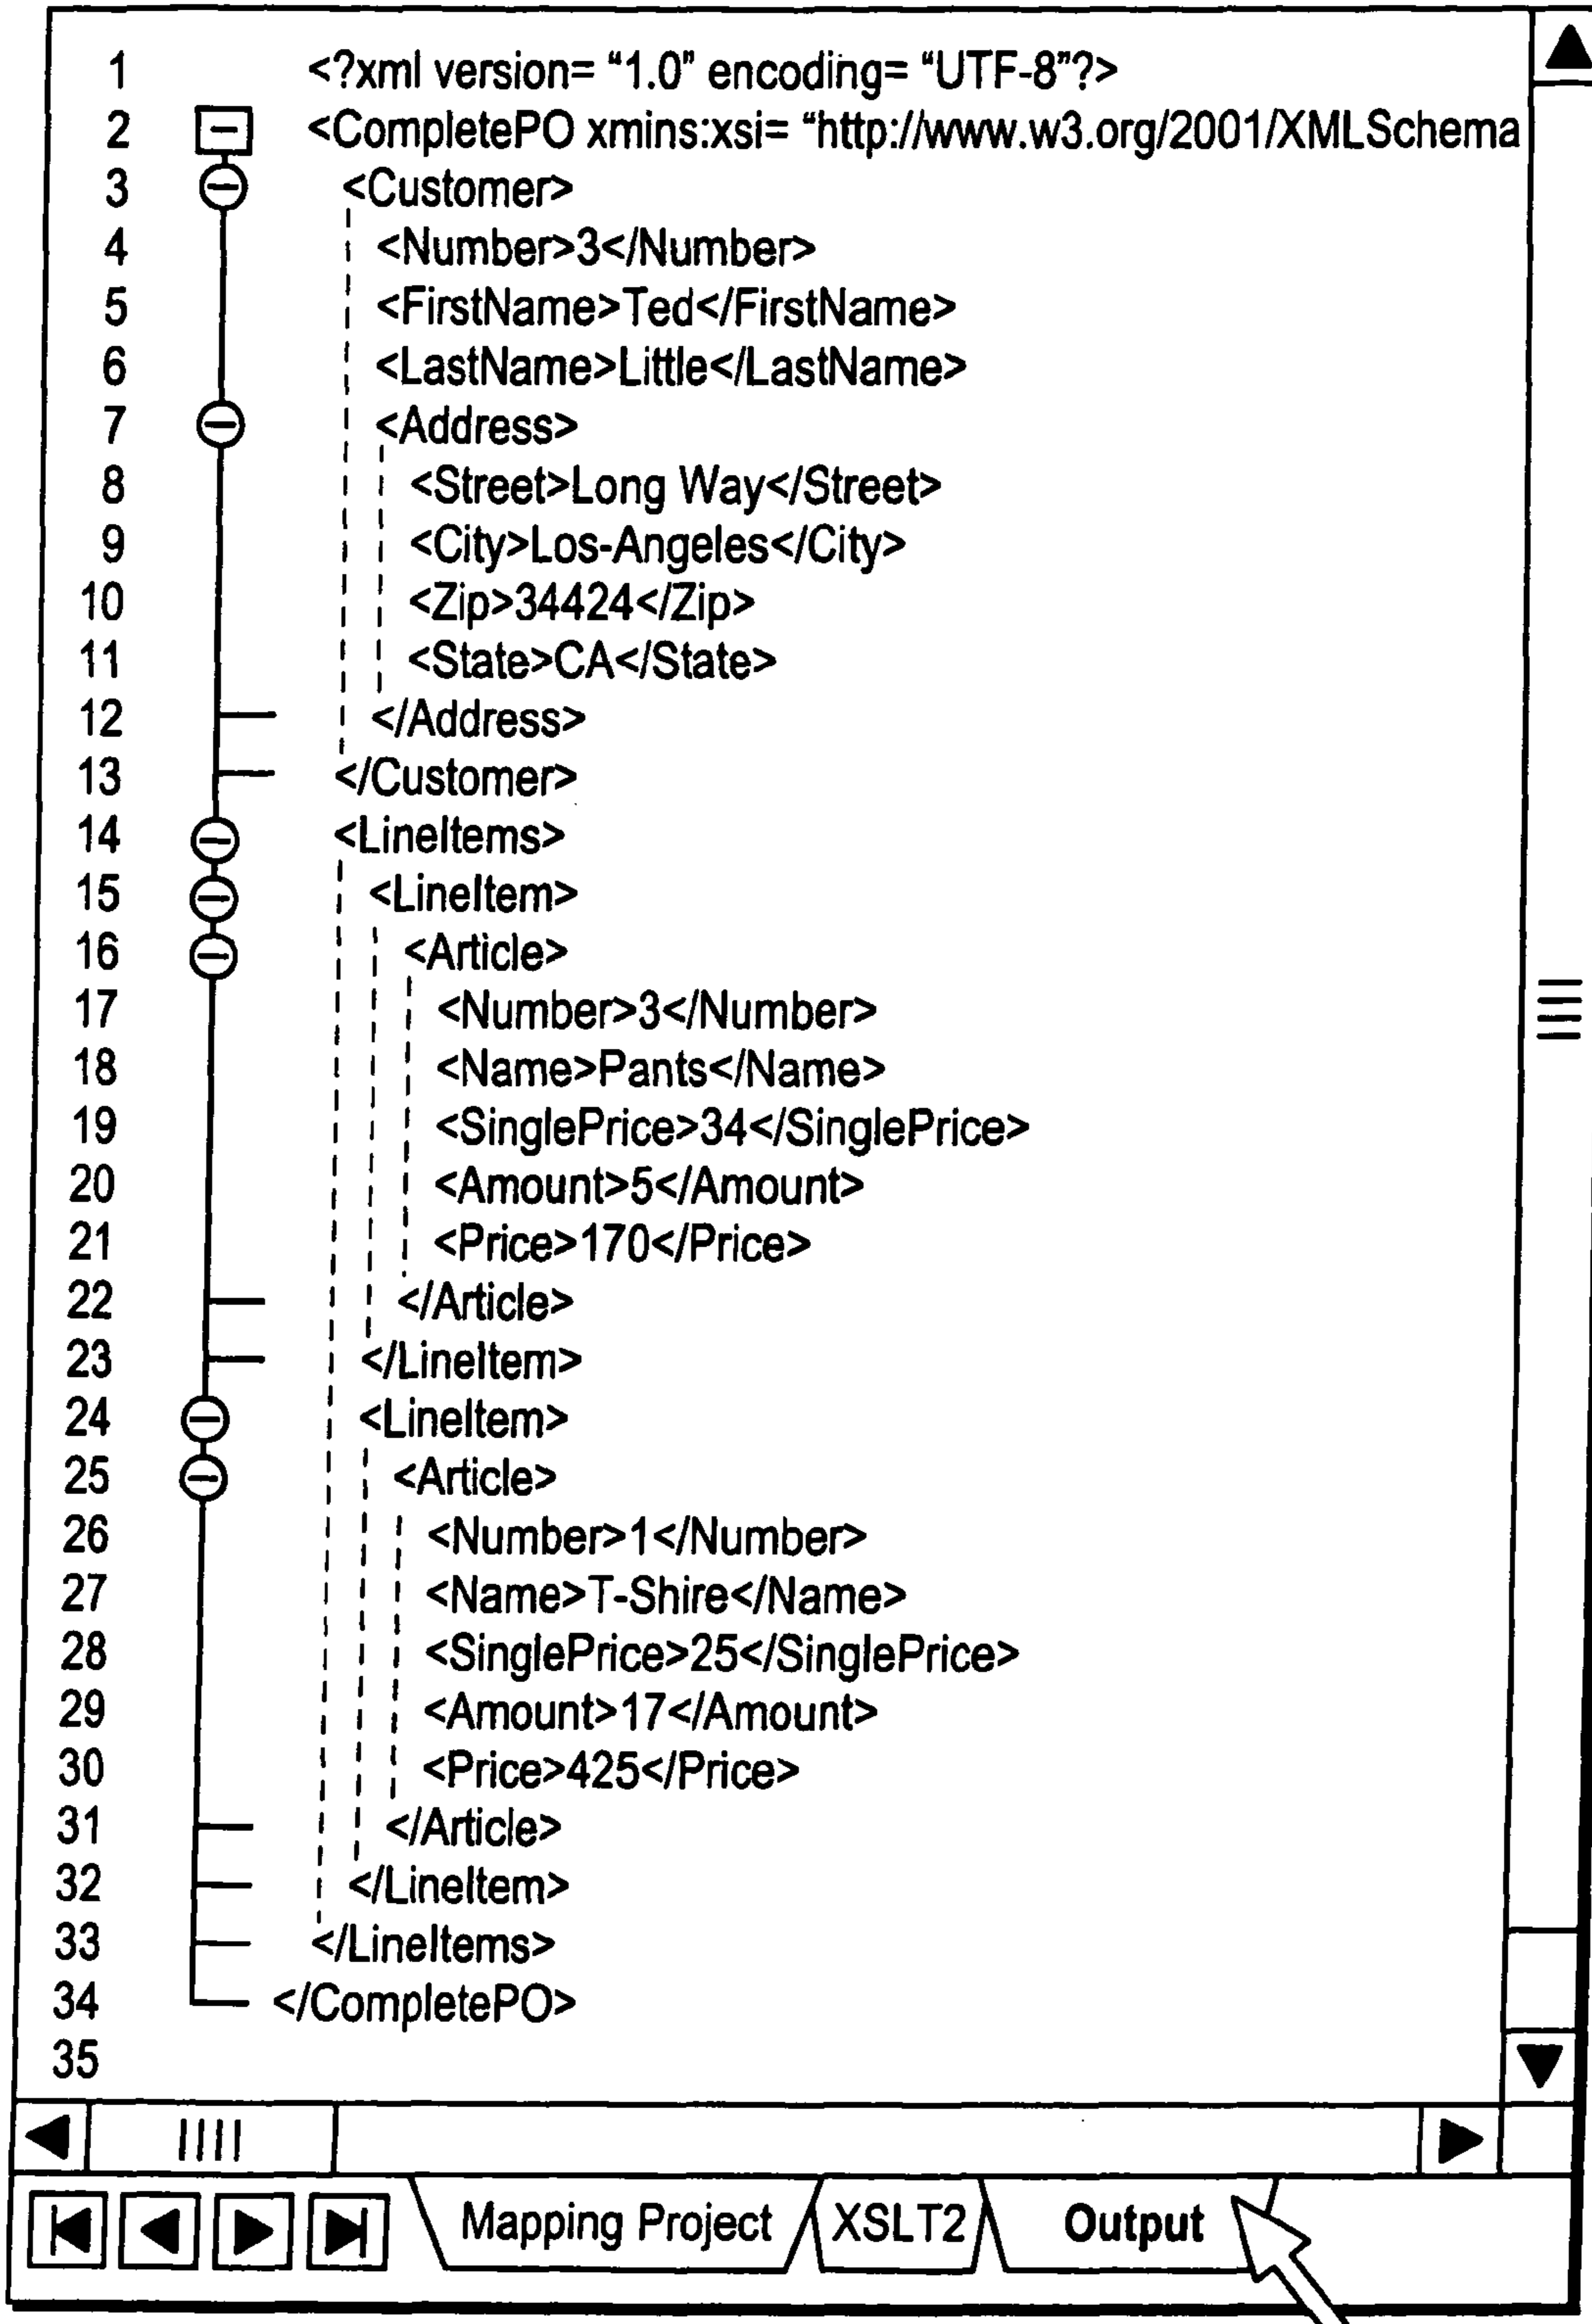 1 <?xml version= “1.0” encoding= “UTF-8”?>
2 <CompletePO xmins:xsi= “http://www.w3.org/2001/XMLSchema
3 <Customer>
4 <Number>3</Number>
5 <FirstName>Ted</FirstName>
6 <LastName>Little</LastName>
7 <Address>
8 <Street>Long Way</Street>
9 <City>Los-Angeles</City>
10 <Zip>34424</Zip>
11 <State>CA</State>
12 </Address>
13 </Customer>
14 <LineItems>
15 <LineItem>
16 <Article>
17 <Number>3</Number>
18 <Name>Pants</Name>
19 <SinglePrice>34</SinglePrice>
20 <Amount>5</Amount>
21 <Price>170</Price>
22 </Article>
23 </LineItem>
24 <LineItem>
25 <Article>
26 <Number>1</Number>
27 <Name>T-Shire</Name>
28 <SinglePrice>25</SinglePrice>
29 <Amount>17</Amount>
30 <Price>425</Price>
31 </Article>
32 </LineItem>
33 </LineItems>
34 </CompletePO>
35
Mapping Project XSLT2 Output